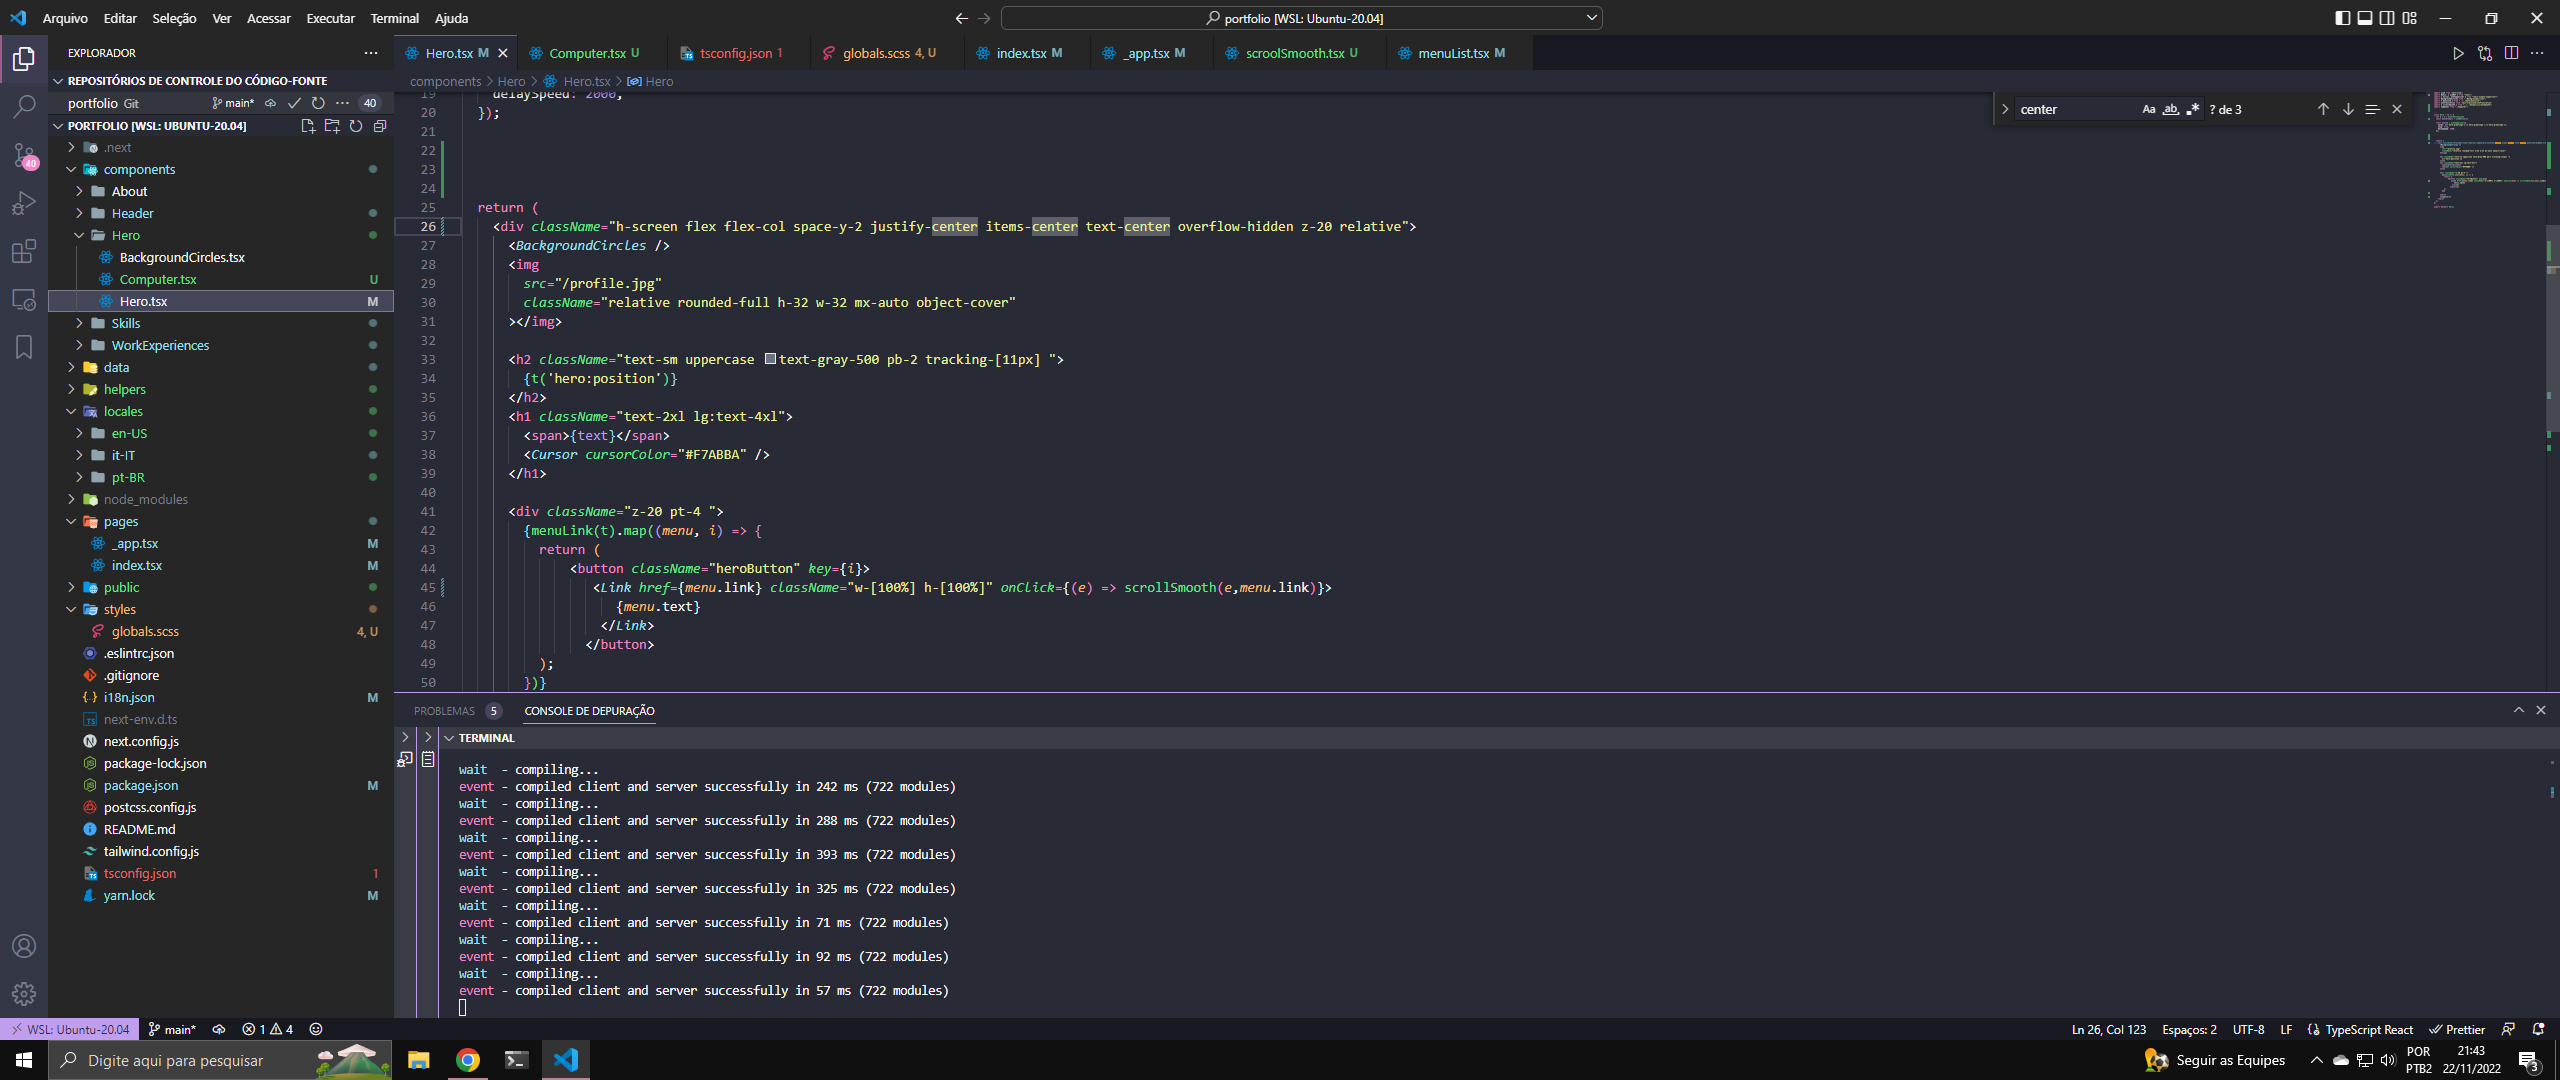 Arquivo Editar Seleção Ver Acessar Executar Terminal Ajuda
portfolio [WSL: Ubuntu-20.04]
EXPLORADOR
REPOSITÓRIOS DE CONTROLE DO CÓDIGO-FONTE
portfolio Git main* 40
PORTFOLIO [WSL: UBUNTU-20.04]
.next
components
About
Header
Hero
BackgroundCircles.tsx
Computer.tsx U
Hero.tsx M
Skills
WorkExperiences
data
helpers
locales
en-US
it-IT
pt-BR
node_modules
pages
_app.tsx M
index.tsx M
public
styles
globals.scss 4, U
.eslintrc.json
.gitignore
i18n.json M
next-env.d.ts
next.config.js
package-lock.json
package.json M
postcss.config.js
README.md
tailwind.config.js
tsconfig.json 1
yarn.lock M
40
Hero.tsx M Computer.tsx U tsconfig.json 1 globals.scss 4, U index.tsx M _app.tsx M scroolSmooth.tsx U menuList.tsx M
components > Hero > Hero.tsx > Hero
center Aa ab ? de 3
19 delaySpeed: 2000,
20 });
21
22
23
24
25 return (
26 <div className="h-screen flex flex-col space-y-2 justify-center items-center text-center overflow-hidden z-20 relative">
27 <BackgroundCircles />
28 <img
29 src="/profile.jpg"
30 className="relative rounded-full h-32 w-32 mx-auto object-cover"
31 ></img>
32
33 <h2 className="text-sm uppercase text-gray-500 pb-2 tracking-[11px] ">
34 {t('hero:position')}
35 </h2>
36 <h1 className="text-2xl lg:text-4xl">
37 <span>{text}</span>
38 <Cursor cursorColor="#F7ABBA" />
39 </h1>
40
41 <div className="z-20 pt-4 ">
42 {menuLink(t).map((menu, i) => {
43 return (
44 <button className="heroButton" key={i}>
45 <Link href={menu.link} className="w-[100%] h-[100%]" onClick={(e) => scrollSmooth(e,menu.link)}>
46 {menu.text}
47 </Link>
48 </button>
49 );
50 })}
PROBLEMAS 5 CONSOLE DE DEPURAÇÃO
TERMINAL
wait - compiling...
event - compiled client and server successfully in 242 ms (722 modules)
wait - compiling...
event - compiled client and server successfully in 288 ms (722 modules)
wait - compiling...
event - compiled client and server successfully in 393 ms (722 modules)
wait - compiling...
event - compiled client and server successfully in 325 ms (722 modules)
wait - compiling...
event - compiled client and server successfully in 71 ms (722 modules)
wait - compiling...
event - compiled client and server successfully in 92 ms (722 modules)
wait - compiling...
event - compiled client and server successfully in 57 ms (722 modules)
WSL: Ubuntu-20.04 main* 1 4 Ln 26, Col 123 Espaços: 2 UTF-8 LF TypeScript React Prettier
Digite aqui para pesquisar
Seguir as Equipes
POR
PTB2
21:43
22/11/2022
3